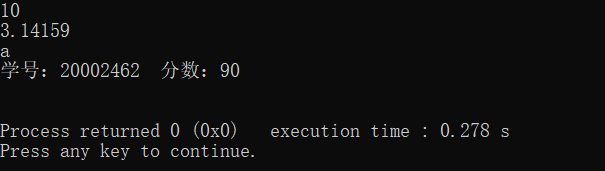 10
3.14159
a
学号：20002462  分数：90
Process returned 0 (0x0)   execution time : 0.278 s
Press any key to continue.